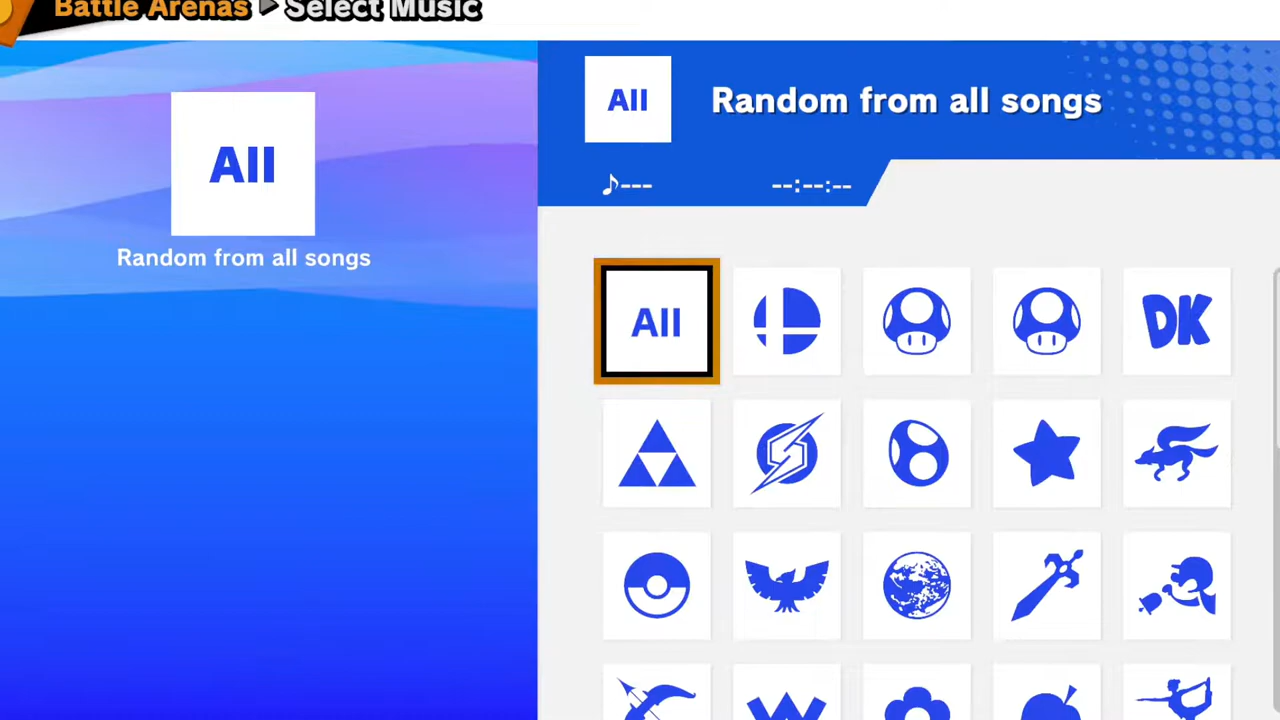 Battle Arenas ▶ Select Music
All
Random from all songs
All
Random from all songs
♪--- --:--:--
All
DK